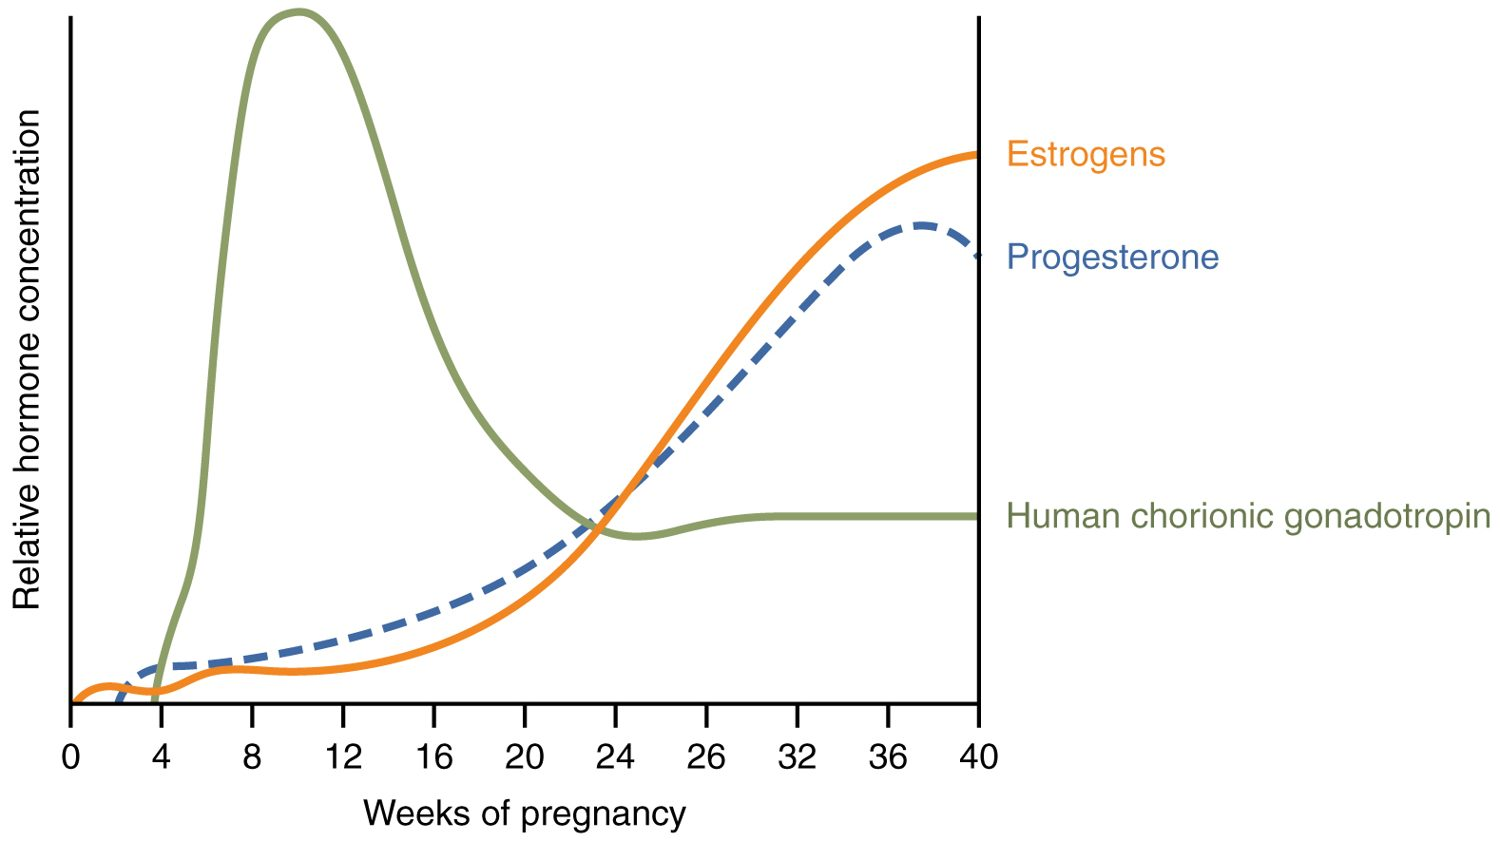 Relative hormone concentration
Estrogens
Progesterone
Human chorionic gonadotropin
0 4 8 12 16 20 24 26 32 36 40
Weeks of pregnancy